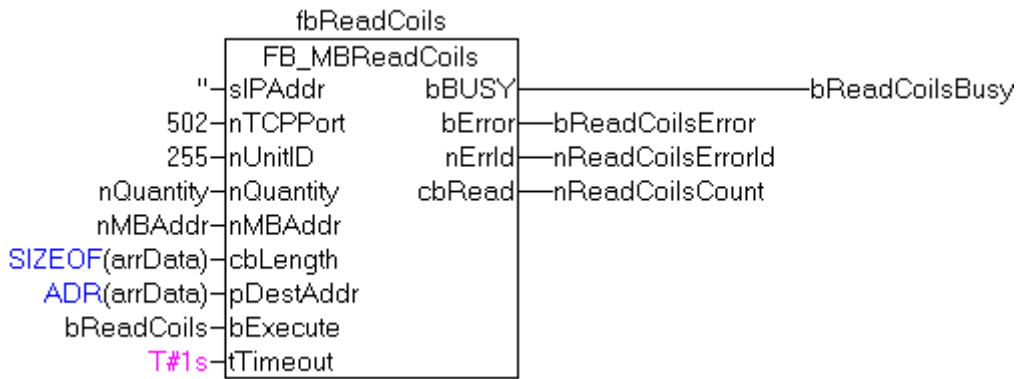 fbReadCoils
FB_MBReadCoils
" sIPAddr bBUSY bReadCoilsBusy
502 nTCPPort bError bReadCoilsError
255 nUnitID nErrId nReadCoilsErrorId
nQuantity nQuantity cbRead nReadCoilsCount
nMBAddr nMBAddr
SIZEOF(arrData) cbLength
ADR(arrData) pDestAddr
bReadCoils bExecute
T#1s tTimeout